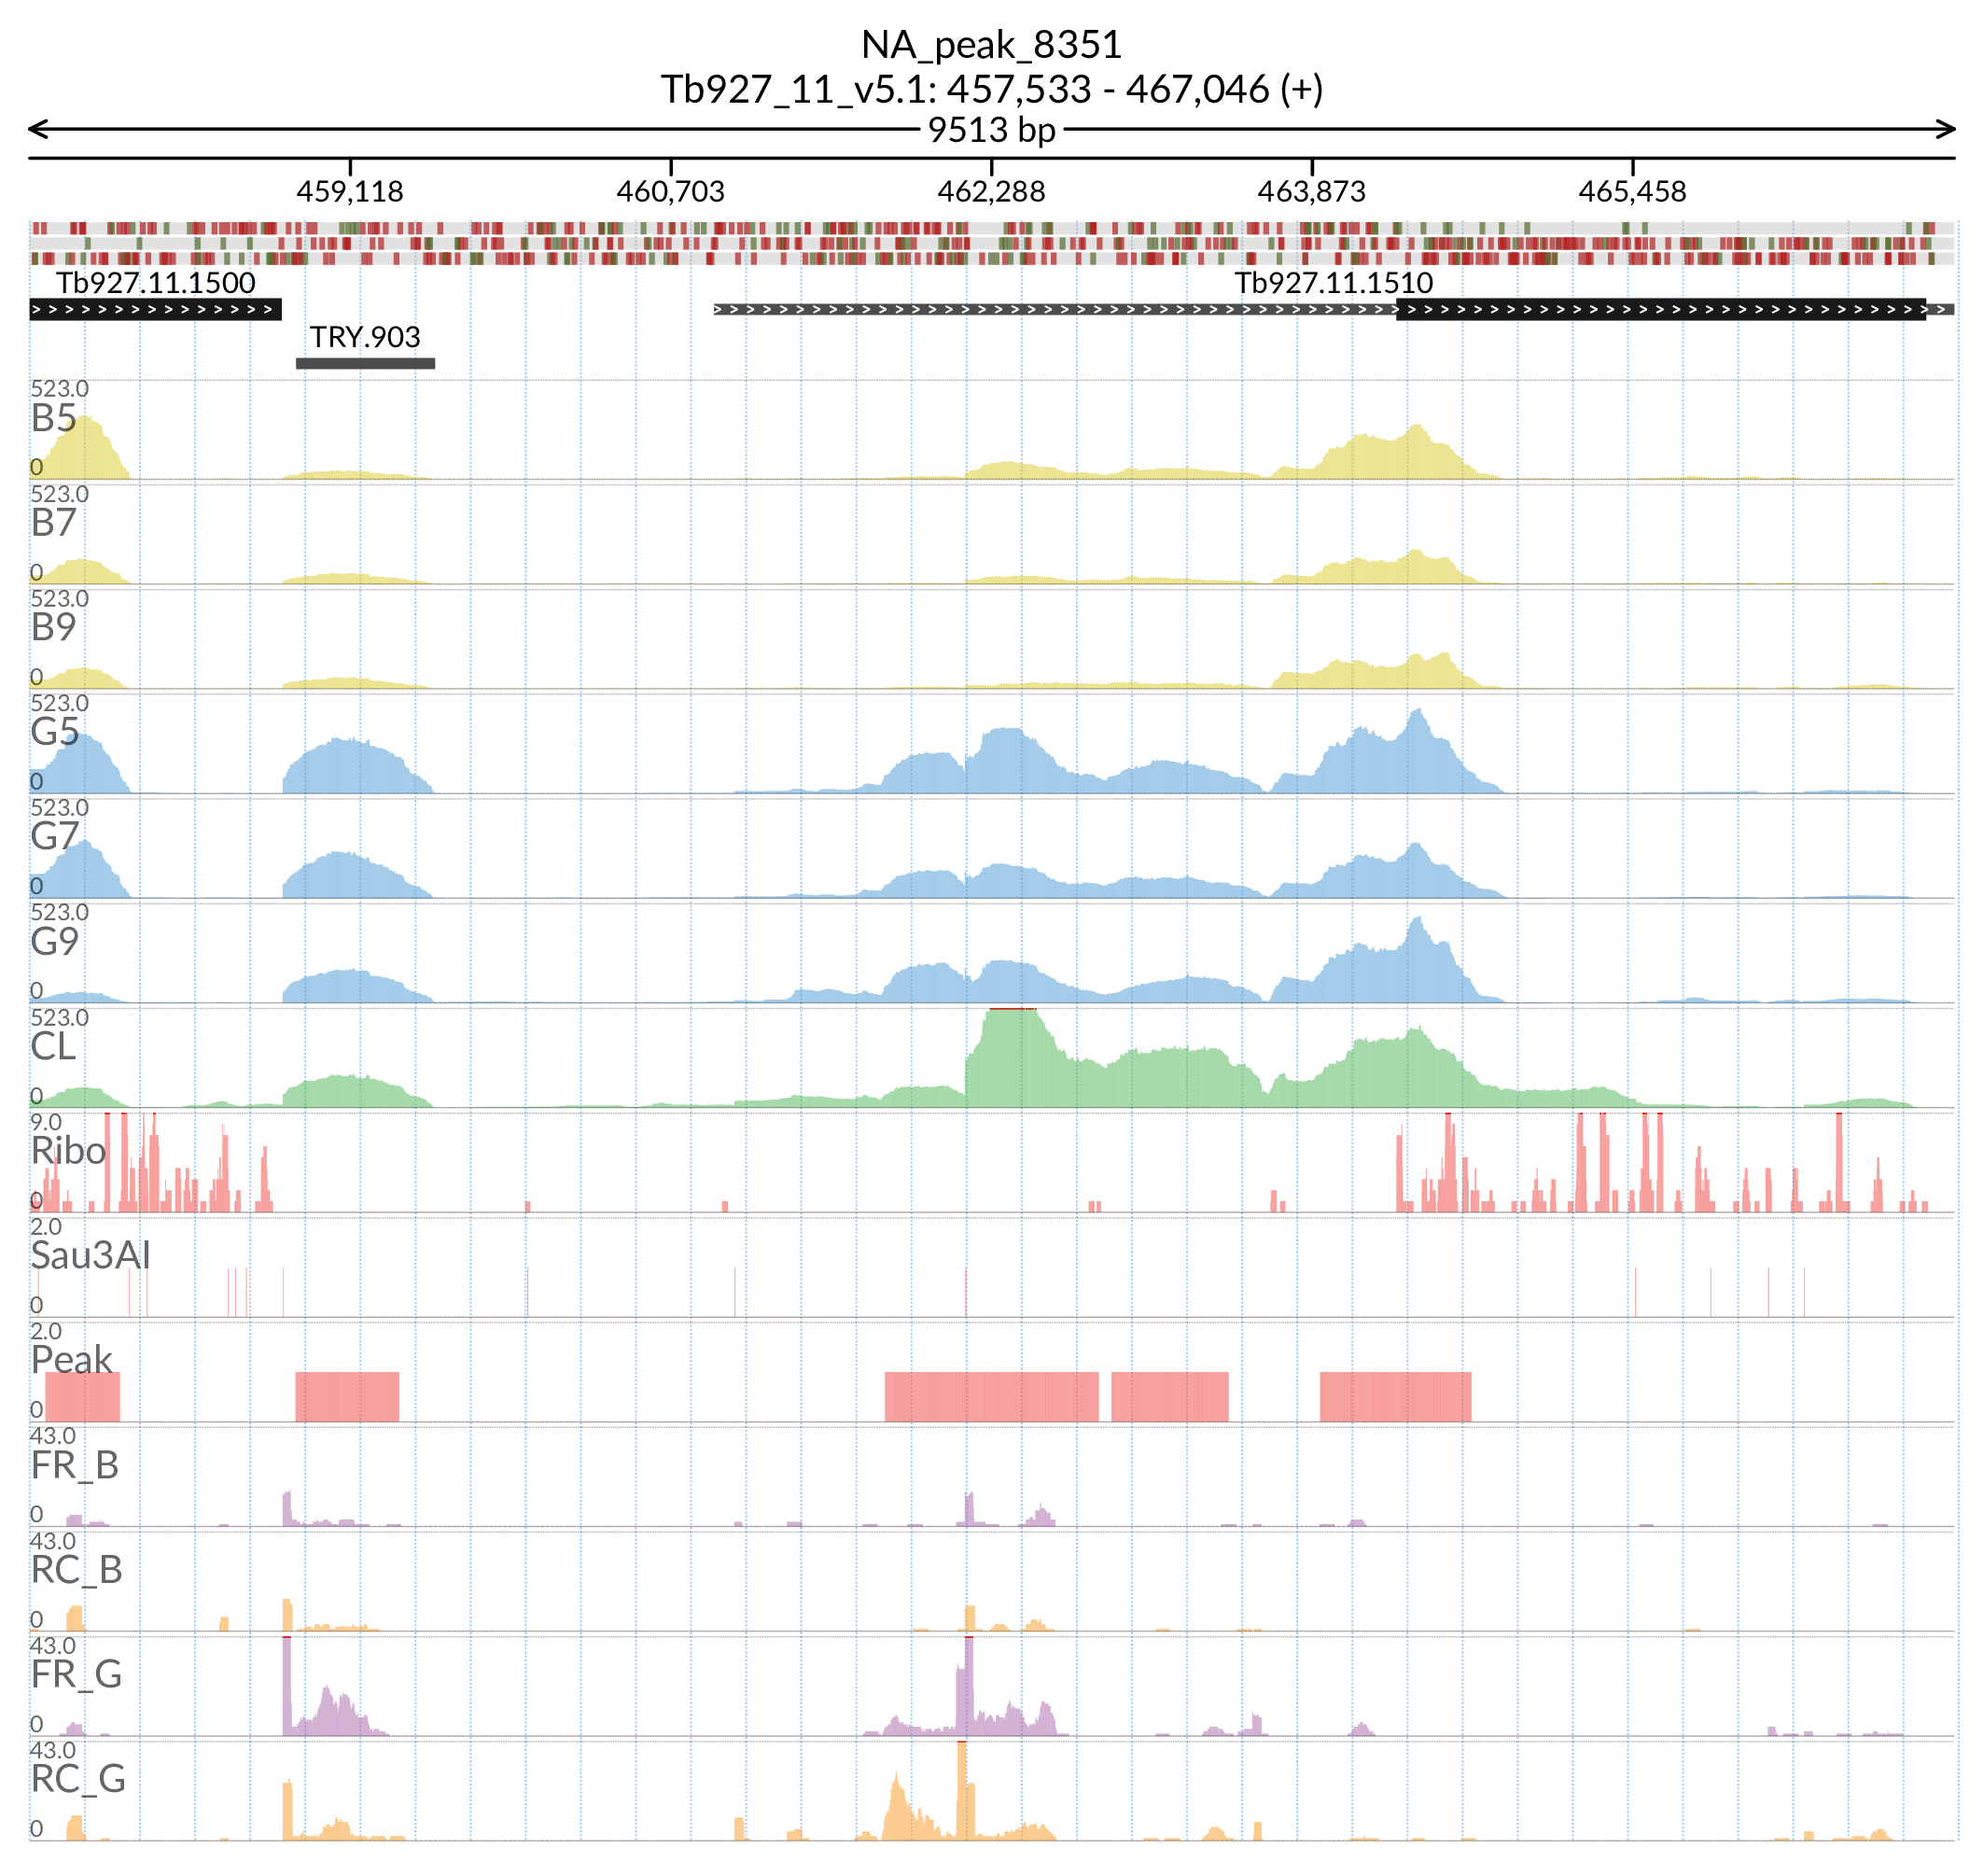 NA_peak_8351
Tb927_11_v5.1: 457,533 - 467,046 (+)
9513 bp
459,118 460,703 462,288 463,873 465,458
Tb927.11.1500 Tb927.11.1510
TRY.903
523.0
B5
0
523.0
B7
0
523.0
B9
0
523.0
G5
0
523.0
G7
0
523.0
G9
0
523.0
CL
0
9.0
Ribo
0
2.0
Sau3AI
0
2.0
Peak
0
43.0
FR_B
0
43.0
RC_B
0
43.0
FR_G
0
43.0
RC_G
0